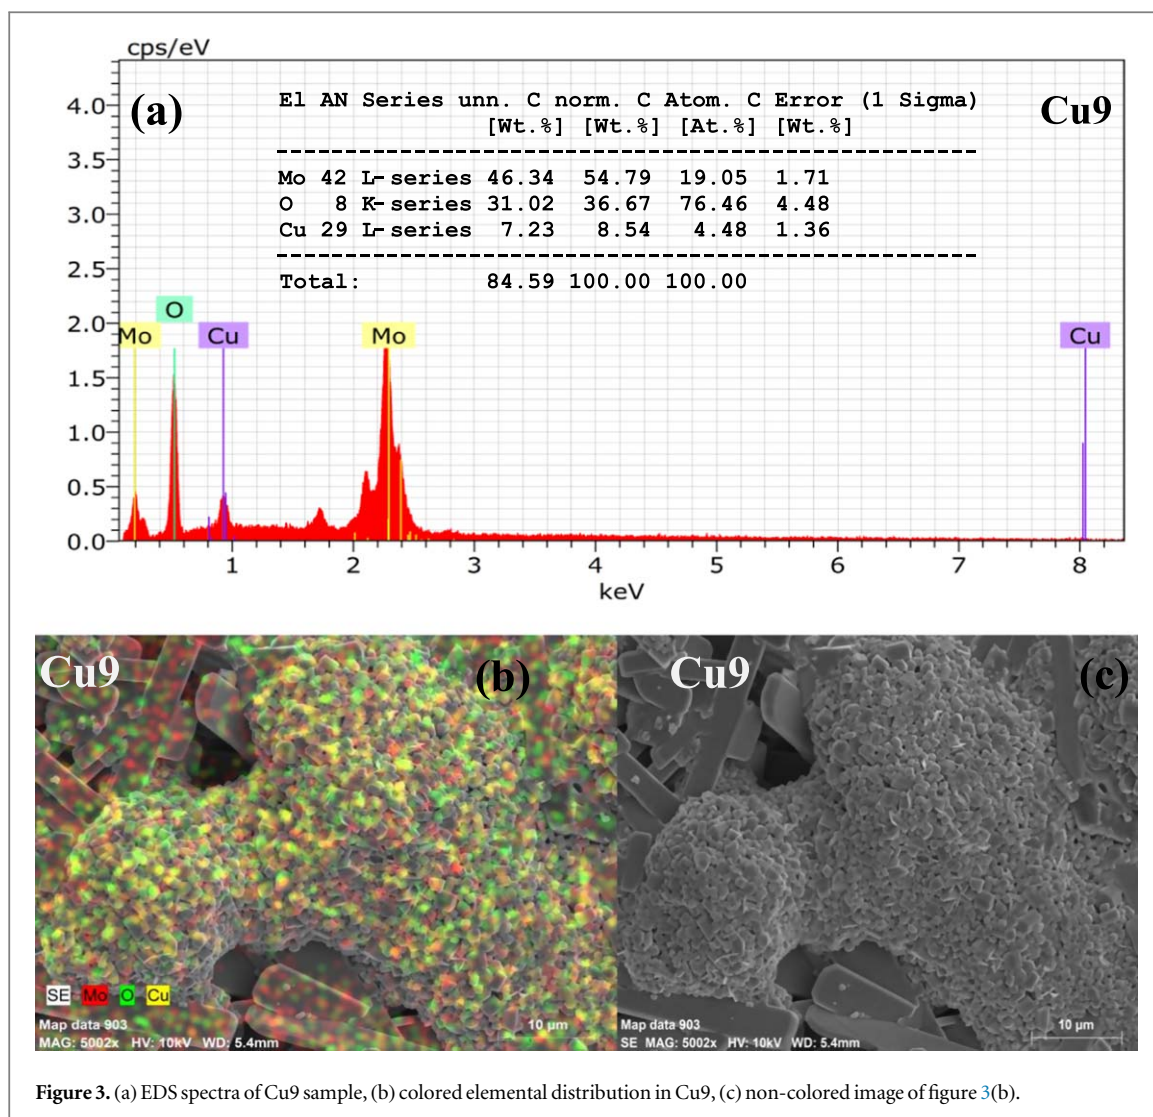 cps/eV
(a)
Cu9
El AN Series unn. C norm. C Atom. C Error (1 Sigma)
[Wt.%] [Wt.%] [At.%] [Wt.%]
Mo 42 L-series 46.34 54.79 19.05 1.71
O 8 K-series 31.02 36.67 76.46 4.48
Cu 29 L-series 7.23 8.54 4.48 1.36
Total: 84.59 100.00 100.00
4.0
3.5
3.0
2.5
2.0
1.5
1.0
0.5
0.0
Mo
O
Cu
Mo
Cu
1 2 3 4 5 6 7 8
keV
Cu9
(b)
SE Mo O Cu
Map data 903
MAG: 5002x HV: 10kV WD: 5.4mm
10 µm
Cu9
(c)
Map data 903
SE MAG: 5002x HV: 10kV WD: 5.4mm
10 µm
Figure 3. (a) EDS spectra of Cu9 sample, (b) colored elemental distribution in Cu9, (c) non-colored image of figure 3(b).